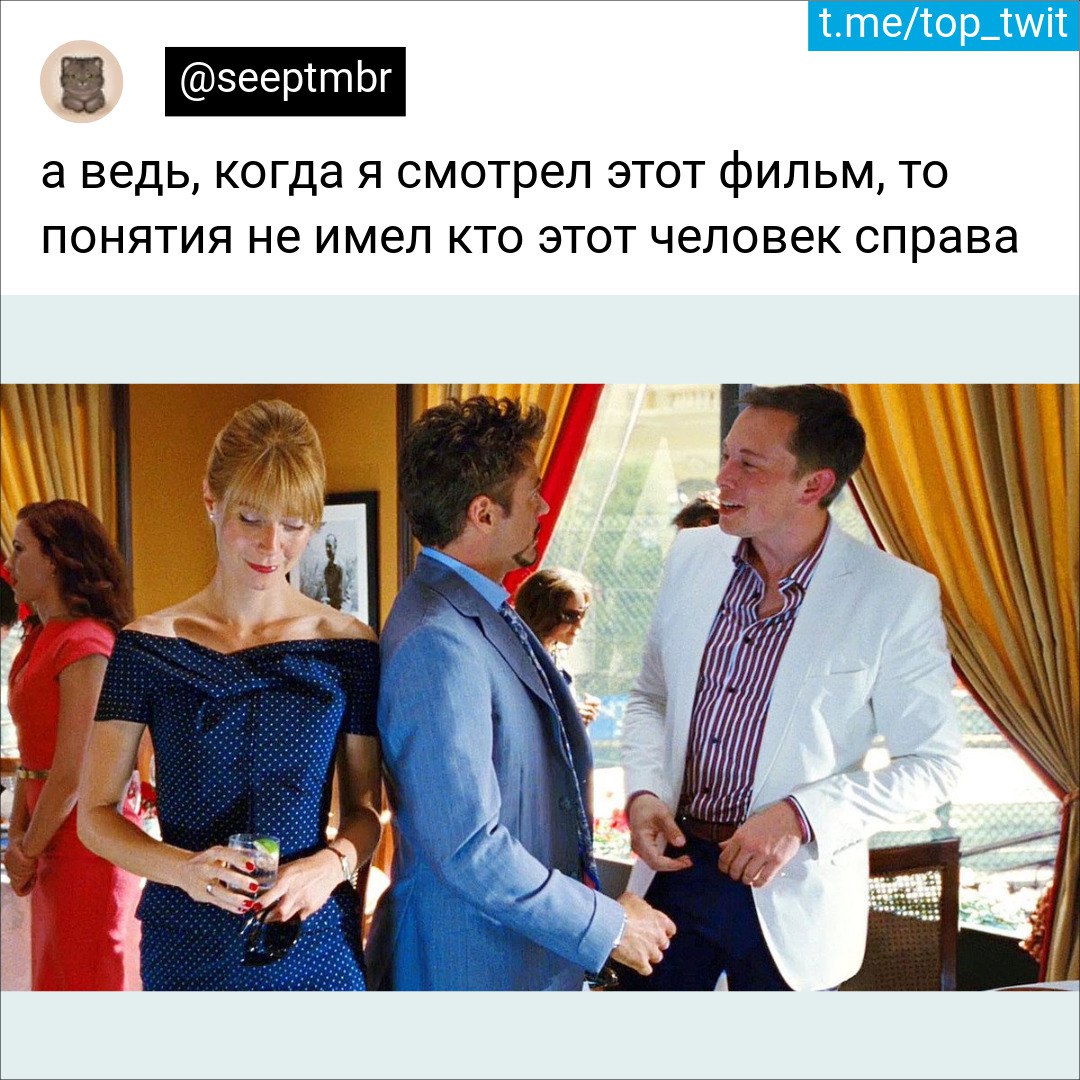 t.me/top_twit
@seeptmbr
а ведь, когда я смотрел этот фильм, то
понятия не имел кто этот человек справа